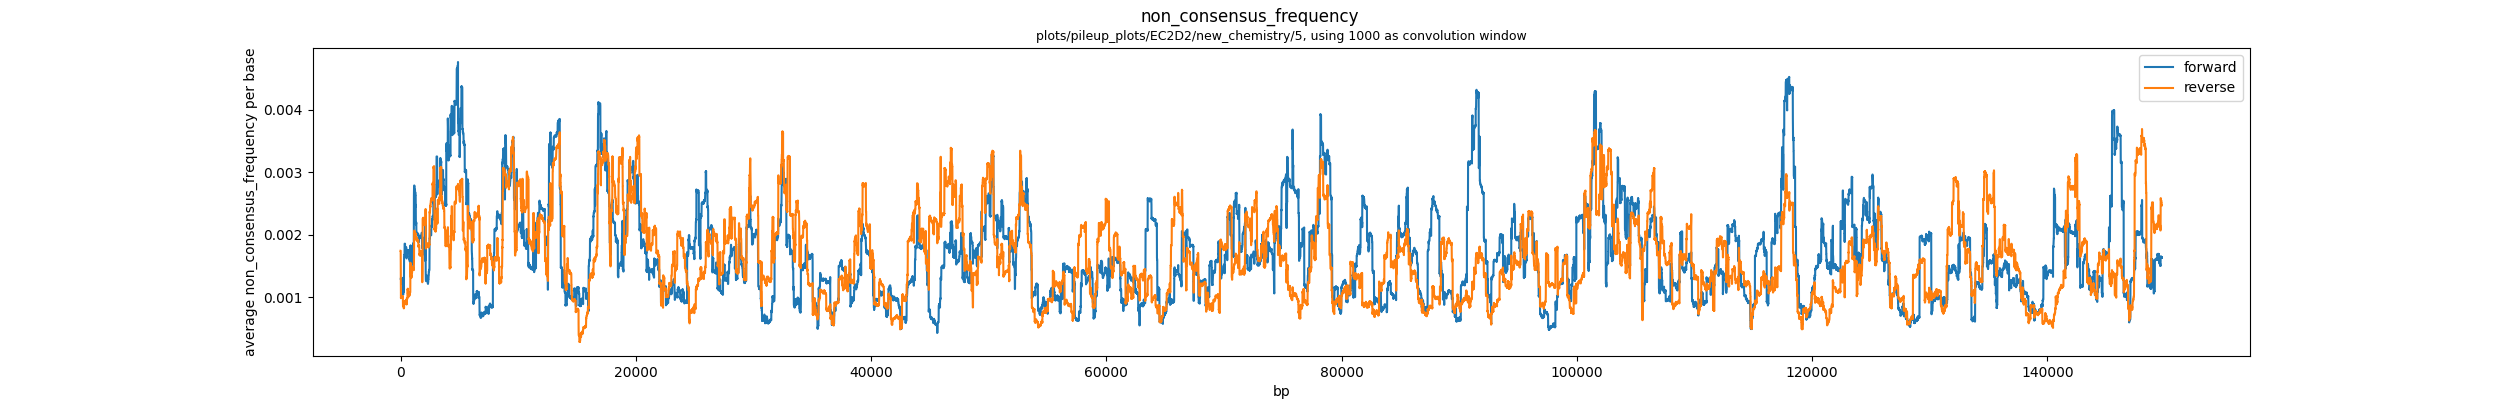 non_consensus_frequency
plots/pileup_plots/EC2D2/new_chemistry/5, using 1000 as convolution window
average non_consensus_frequency per base
0.004
0.003
0.002
0.001
forward
reverse
0
20000
40000
60000
80000
100000
120000
140000
bp